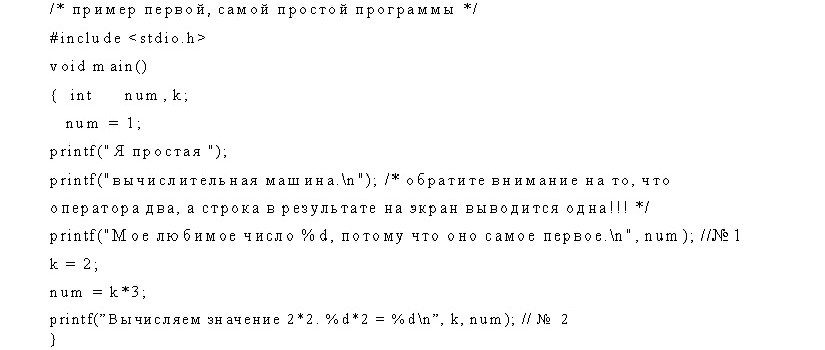 /* пример первой, самой простой программы */
#include <stdio.h>
void main()
{ int num, k;
num = 1;
printf("Я простая ");
printf("вычислительная машина.\n"); /* обратите внимание на то, что
оператора два, а строка в результате на экран выводится одна!!! */
printf("Мое любимое число %d, потому что оно самое первое.\n", num); //№1
k = 2;
num = k*3;
printf(”Вычисляем значение 2*2. %d*2 = %d\n”, k, num); // № 2
}